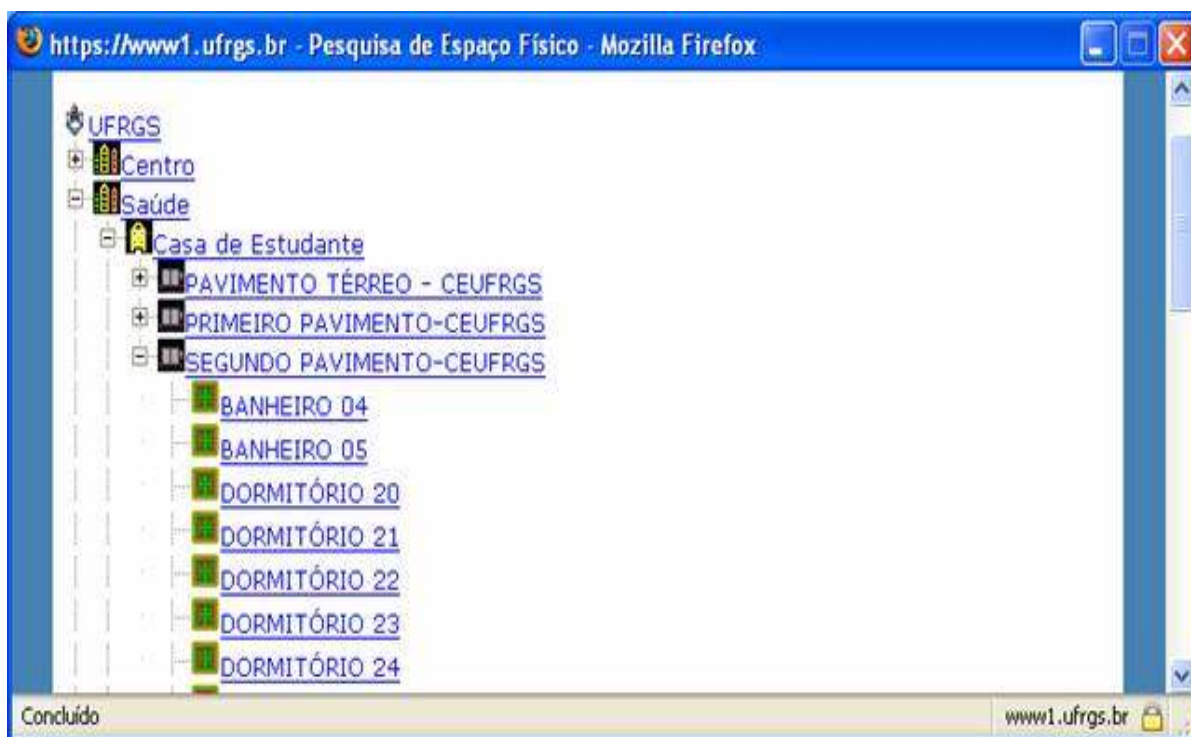 https://www1.ufrgs.br - Pesquisa de Espaço Físico - Mozilla Firefox
UFRGS
Centro
Saúde
Casa de Estudante
PAVIMENTO TÉRREO - CEUFRGS
PRIMEIRO PAVIMENTO-CEUFRGS
SEGUNDO PAVIMENTO-CEUFRGS
BANHEIRO 04
BANHEIRO 05
DORMITÓRIO 20
DORMITÓRIO 21
DORMITÓRIO 22
DORMITÓRIO 23
DORMITÓRIO 24
Concluído www1.ufrgs.br